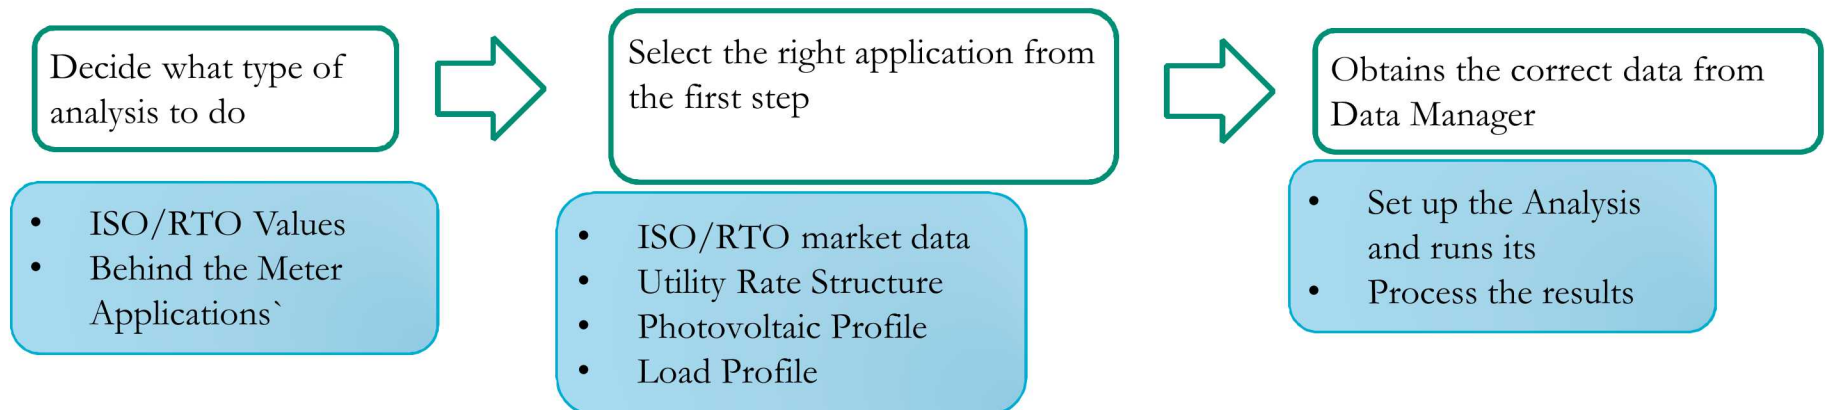 Decide what type of
analysis to do
• ISO/RTO Values
• Behind the Meter
Applications`
Select the right application from
the first step
• ISO/RTO market data
• Utility Rate Structure
• Photovoltaic Profile
• Load Profile
Obtains the correct data from
Data Manager
• Set up the Analysis
and runs its
• Process the results